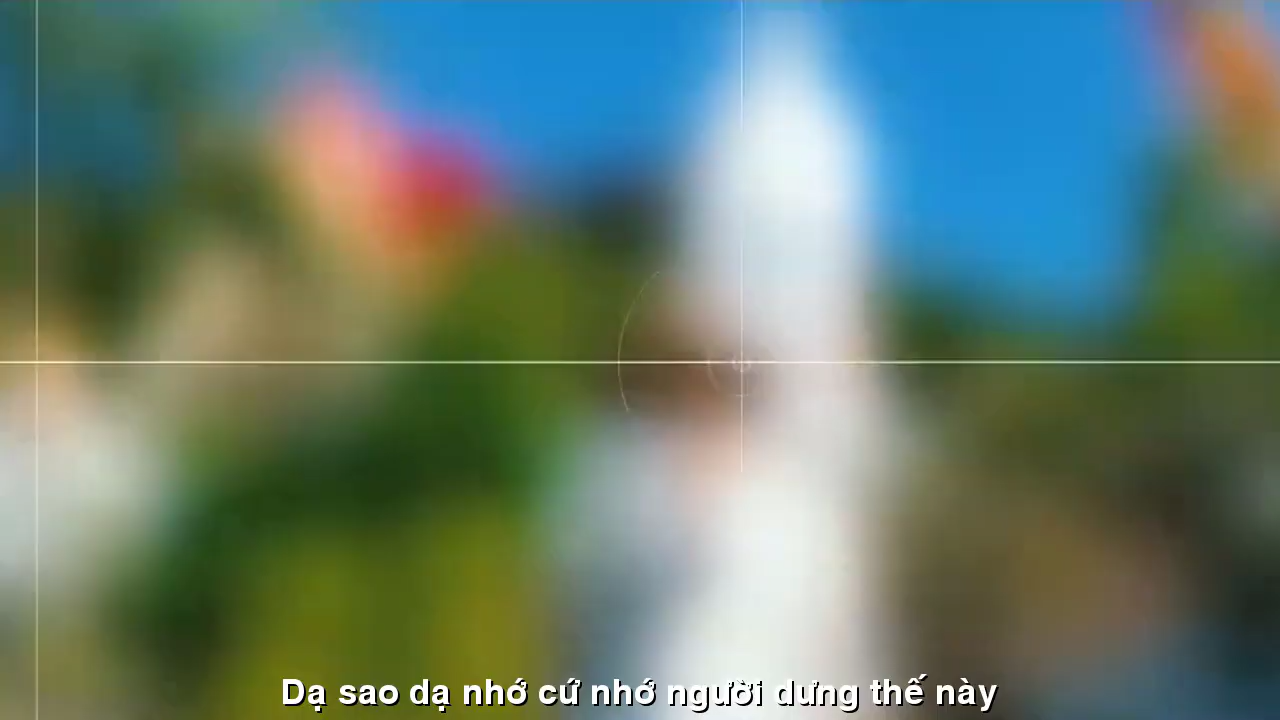 Dạ sao dạ nhớ cứ nhớ người dưng thế này